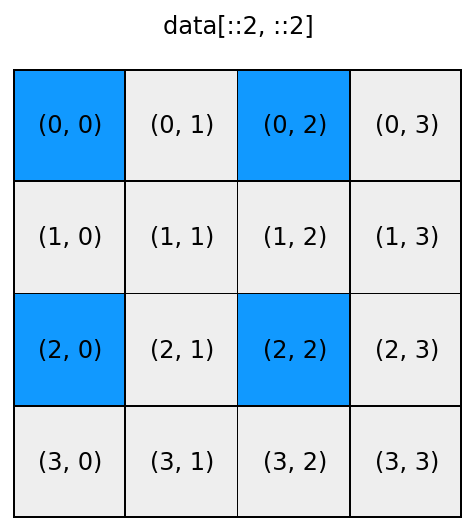 data[::2, ::2]
(0, 0) (0, 1) (0, 2) (0, 3)
(1, 0) (1, 1) (1, 2) (1, 3)
(2, 0) (2, 1) (2, 2) (2, 3)
(3, 0) (3, 1) (3, 2) (3, 3)